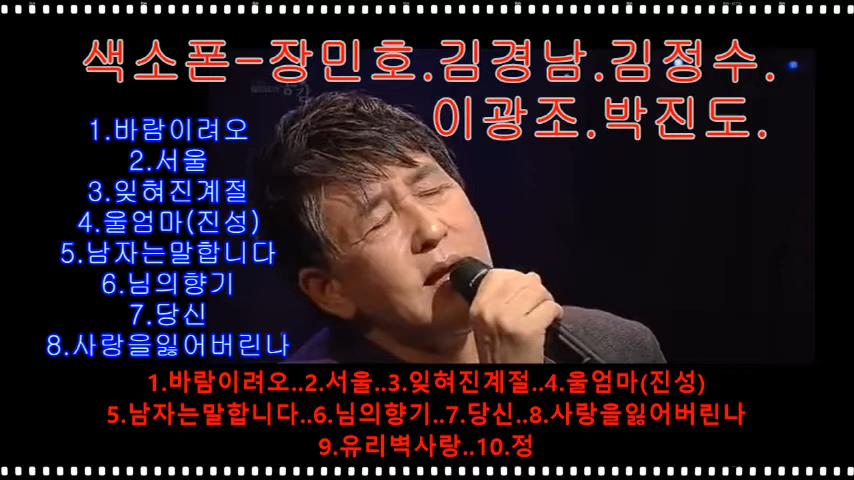 색소폰-장민호.김경남.김정수.
이광조.박진도.
1.바람이려오
2.서울
3.잊혀진계절
4.울엄마(진성)
5.남자는말합니다
6.님의향기
7.당신
8.사랑을잃어버린나
1.바람이려오..2.서울..3.잊혀진계절..4.울엄마(진성)
5.남자는말합니다..6.님의향기..7.당신..8.사랑을잃어버린나
9.유리벽사랑..10.정